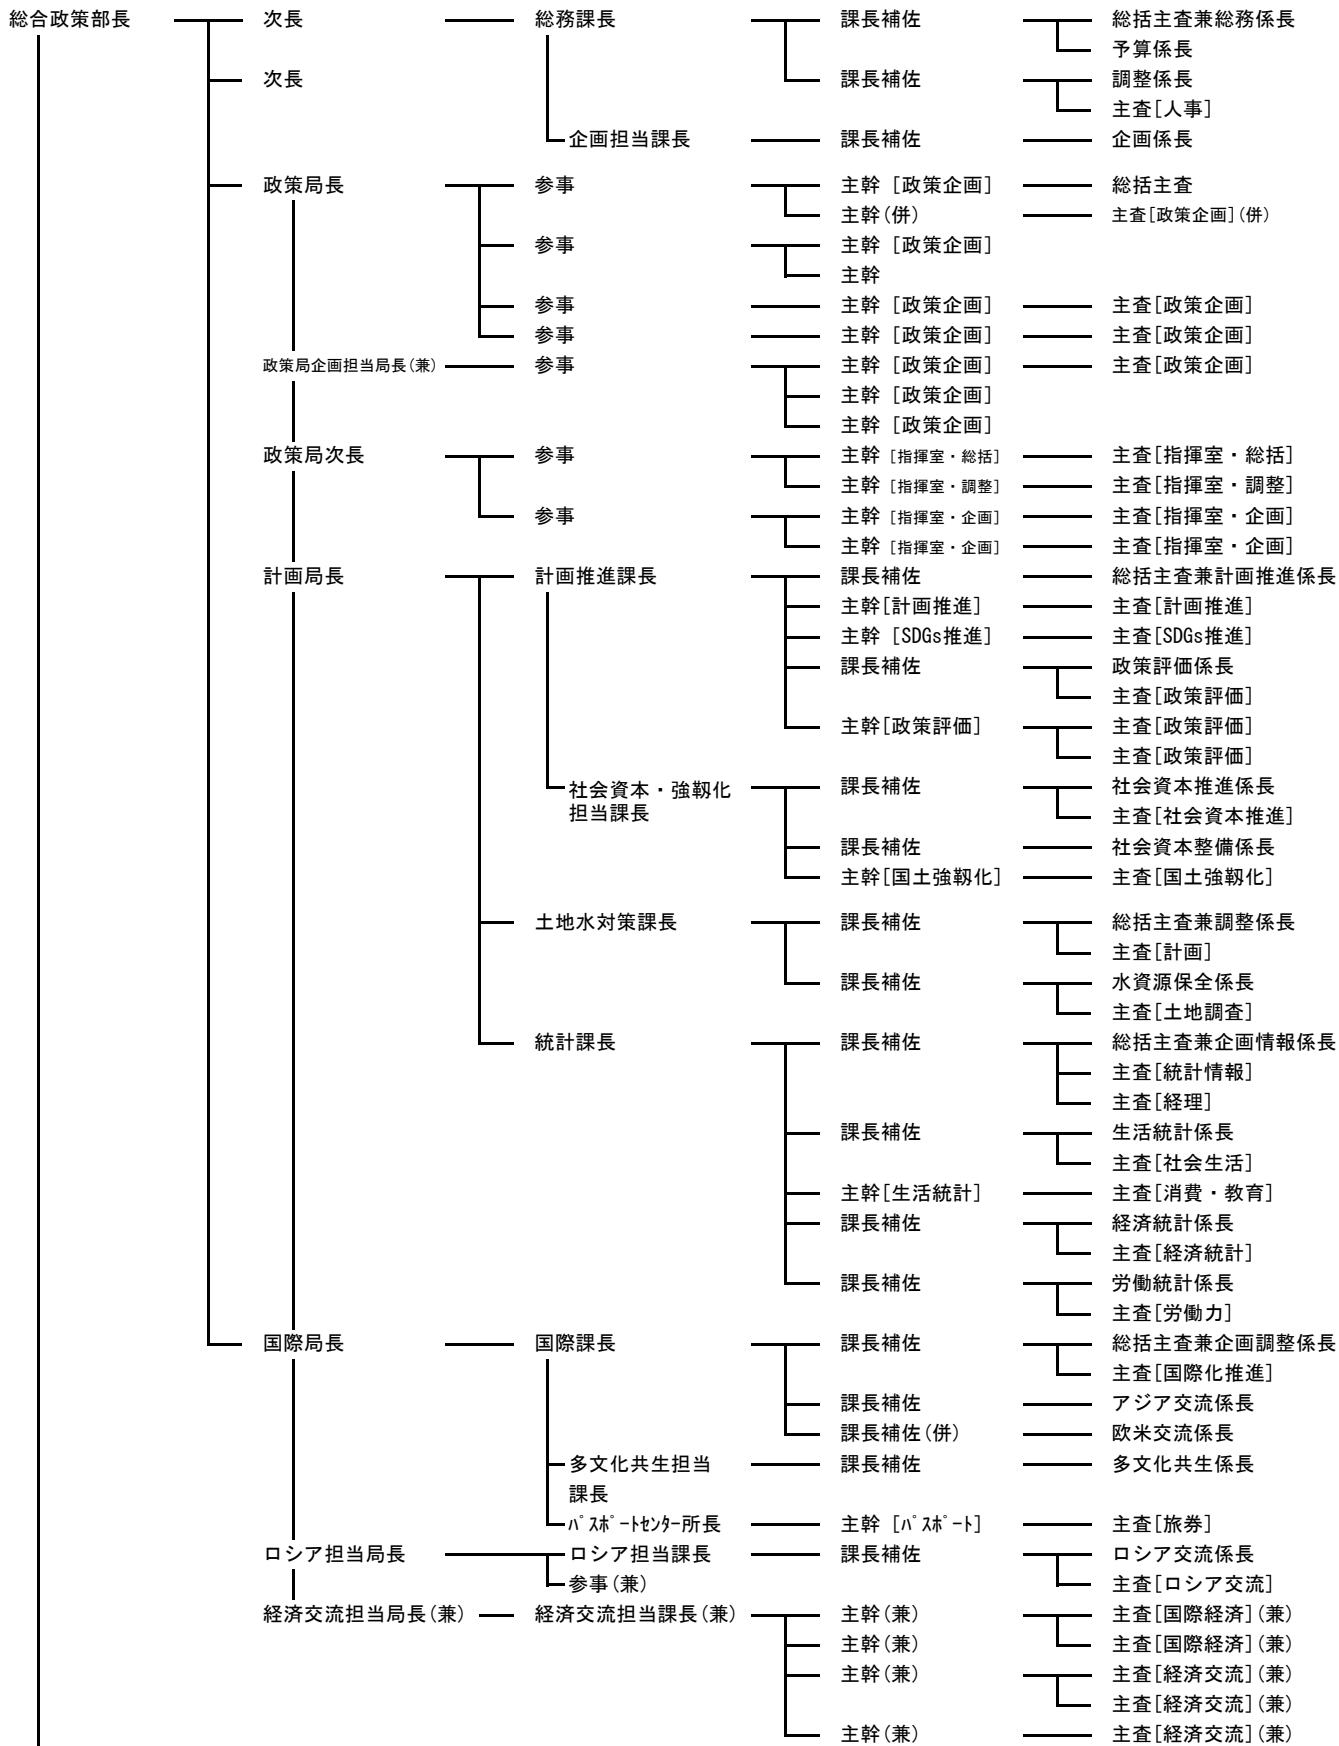 総合政策部長 次長 総務課長 課長補佐 総括主査兼総務係長
予算係長
次長 課長補佐 調整係長
主査[人事]
企画担当課長 課長補佐 企画係長
政策局長 参事 主幹 [政策企画] 総括主査
主幹(併) 主査[政策企画](併)
参事 主幹 [政策企画]
主幹
参事 主幹 [政策企画] 主査[政策企画]
参事 主幹 [政策企画] 主査[政策企画]
政策局企画担当局長(兼) 参事 主幹 [政策企画] 主査[政策企画]
主幹 [政策企画]
主幹 [政策企画]
政策局次長 参事 主幹 [指揮室・総括] 主査[指揮室・総括]
主幹 [指揮室・調整] 主査[指揮室・調整]
参事 主幹 [指揮室・企画] 主査[指揮室・企画]
主幹 [指揮室・企画] 主査[指揮室・企画]
計画局長 計画推進課長 課長補佐 総括主査兼計画推進係長
主幹[計画推進] 主査[計画推進]
主幹 [SDGs推進] 主査[SDGs推進]
課長補佐 政策評価係長
主査[政策評価]
主幹[政策評価] 主査[政策評価]
主査[政策評価]
社会資本・強靱化 課長補佐 社会資本推進係長
担当課長 主査[社会資本推進]
課長補佐 社会資本整備係長
主幹[国土強靱化] 主査[国土強靱化]
土地水対策課長 課長補佐 総括主査兼調整係長
主査[計画]
課長補佐 水資源保全係長
主査[土地調査]
統計課長 課長補佐 総括主査兼企画情報係長
主査[統計情報]
主査[経理]
課長補佐 生活統計係長
主査[社会生活]
主幹[生活統計] 主査[消費・教育]
課長補佐 経済統計係長
主査[経済統計]
課長補佐 労働統計係長
主査[労働力]
国際局長 国際課長 課長補佐 総括主査兼企画調整係長
主査[国際化推進]
課長補佐 アジア交流係長
課長補佐(併) 欧米交流係長
多文化共生担当 課長補佐 多文化共生係長
課長
ﾊﾟｽﾎﾟｰﾄｾﾝﾀｰ所長 主幹 [ﾊﾟｽﾎﾟｰﾄ] 主査[旅券]
ロシア担当局長 ロシア担当課長 課長補佐 ロシア交流係長
参事(兼) 主査[ロシア交流]
経済交流担当局長(兼) 経済交流担当課長(兼) 主幹(兼) 主査[国際経済](兼)
主幹(兼) 主査[国際経済](兼)
主幹(兼) 主査[経済交流](兼)
主査[経済交流](兼)
主幹(兼) 主査[経済交流](兼)